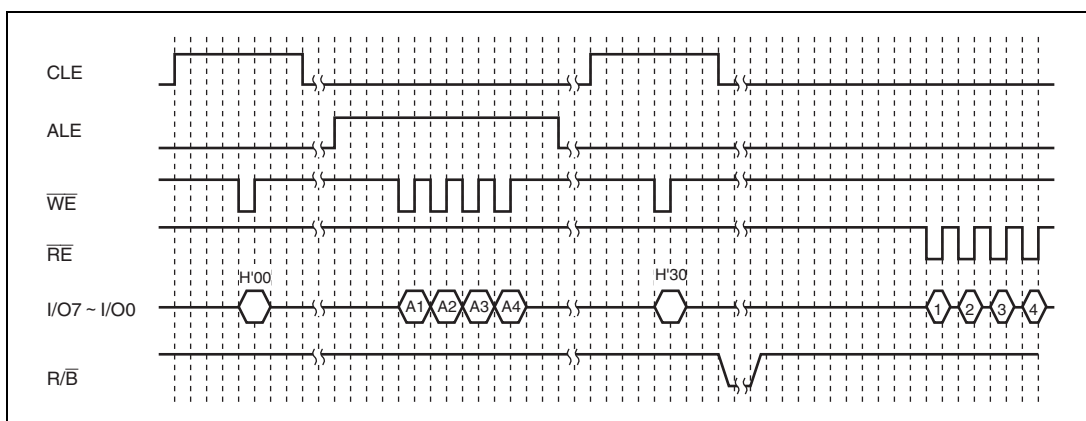 CLE
ALE
WE
RE
H'00 H'30
I/O7 ~ I/O0 A1 A2 A3 A4 1 2 3 4
R/B